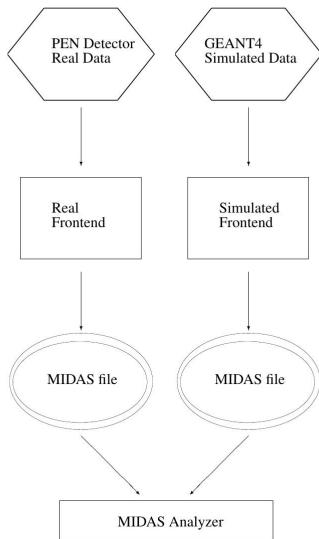 PEN Detector
Real Data
GEANT4
Simulated Data
Real
Frontend
Simulated
Frontend
MIDAS file
MIDAS file
MIDAS Analyzer